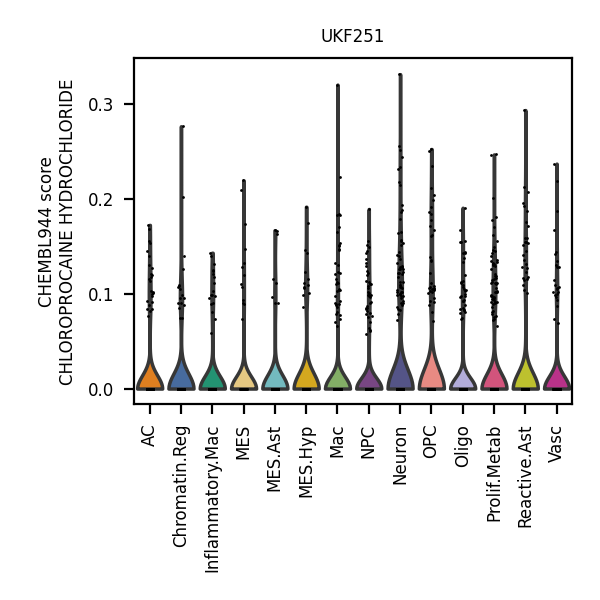 UKF251
CHEMBL944 score
CHLOROPROCAINE HYDROCHLORIDE
0.3
0.2
0.1
0.0
AC
Chromatin.Reg
Inflammatory.Mac
MES
MES.Ast
MES.Hyp
Mac
NPC
Neuron
OPC
Oligo
Prolif.Metab
Reactive.Ast
Vasc